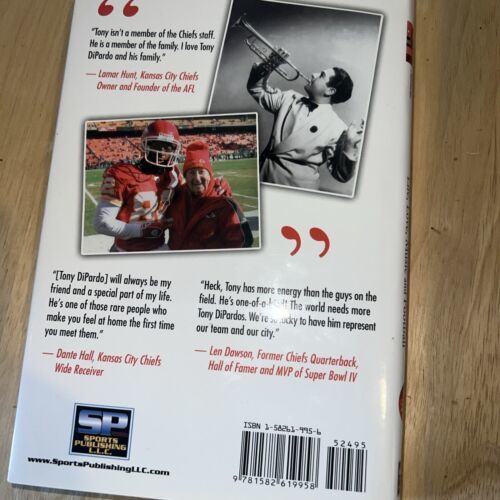 “
"Tony isn't a member of the Chiefs staff.
He is a member of the family. I love Tony
DiPardo and his family."
— Lamar Hunt, Kansas City Chiefs
Owner and Founder of the AFL
”
"[Tony DiPardo] will always be my
friend and a special part of my life.
He's one of those rare people who
make you feel at home the first time
you meet them."
— Dante Hall, Kansas City Chiefs
Wide Receiver
"Heck, Tony has more energy than the guys on
the field. He's one-of-a-kind! The world needs more
Tony DiPardos. We're so lucky to have him represent
our team and our city."
— Len Dawson, Former Chiefs Quarterback,
Hall of Famer and MVP of Super Bowl IV
SP
SPORTS
PUBLISHING
L.L.C.
www.SportsPublishingLLC.com
ISBN 1-58261-995-6
52495
9 781582 619958